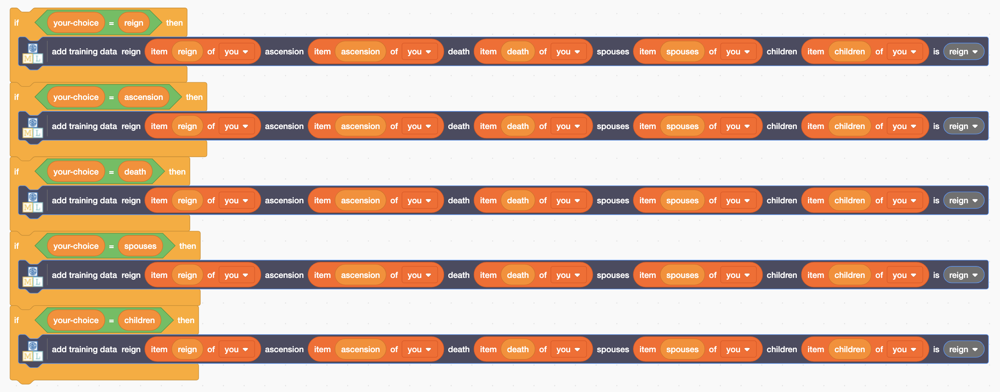 if your-choice = reign then
M L add training data reign item reign of you ascension item ascension of you death item death of you spouses item spouses of you children item children of you is reign
if your-choice = ascension then
M L add training data reign item reign of you ascension item ascension of you death item death of you spouses item spouses of you children item children of you is reign
if your-choice = death then
M L add training data reign item reign of you ascension item ascension of you death item death of you spouses item spouses of you children item children of you is reign
if your-choice = spouses then
M L add training data reign item reign of you ascension item ascension of you death item death of you spouses item spouses of you children item children of you is reign
if your-choice = children then
M L add training data reign item reign of you ascension item ascension of you death item death of you spouses item spouses of you children item children of you is reign